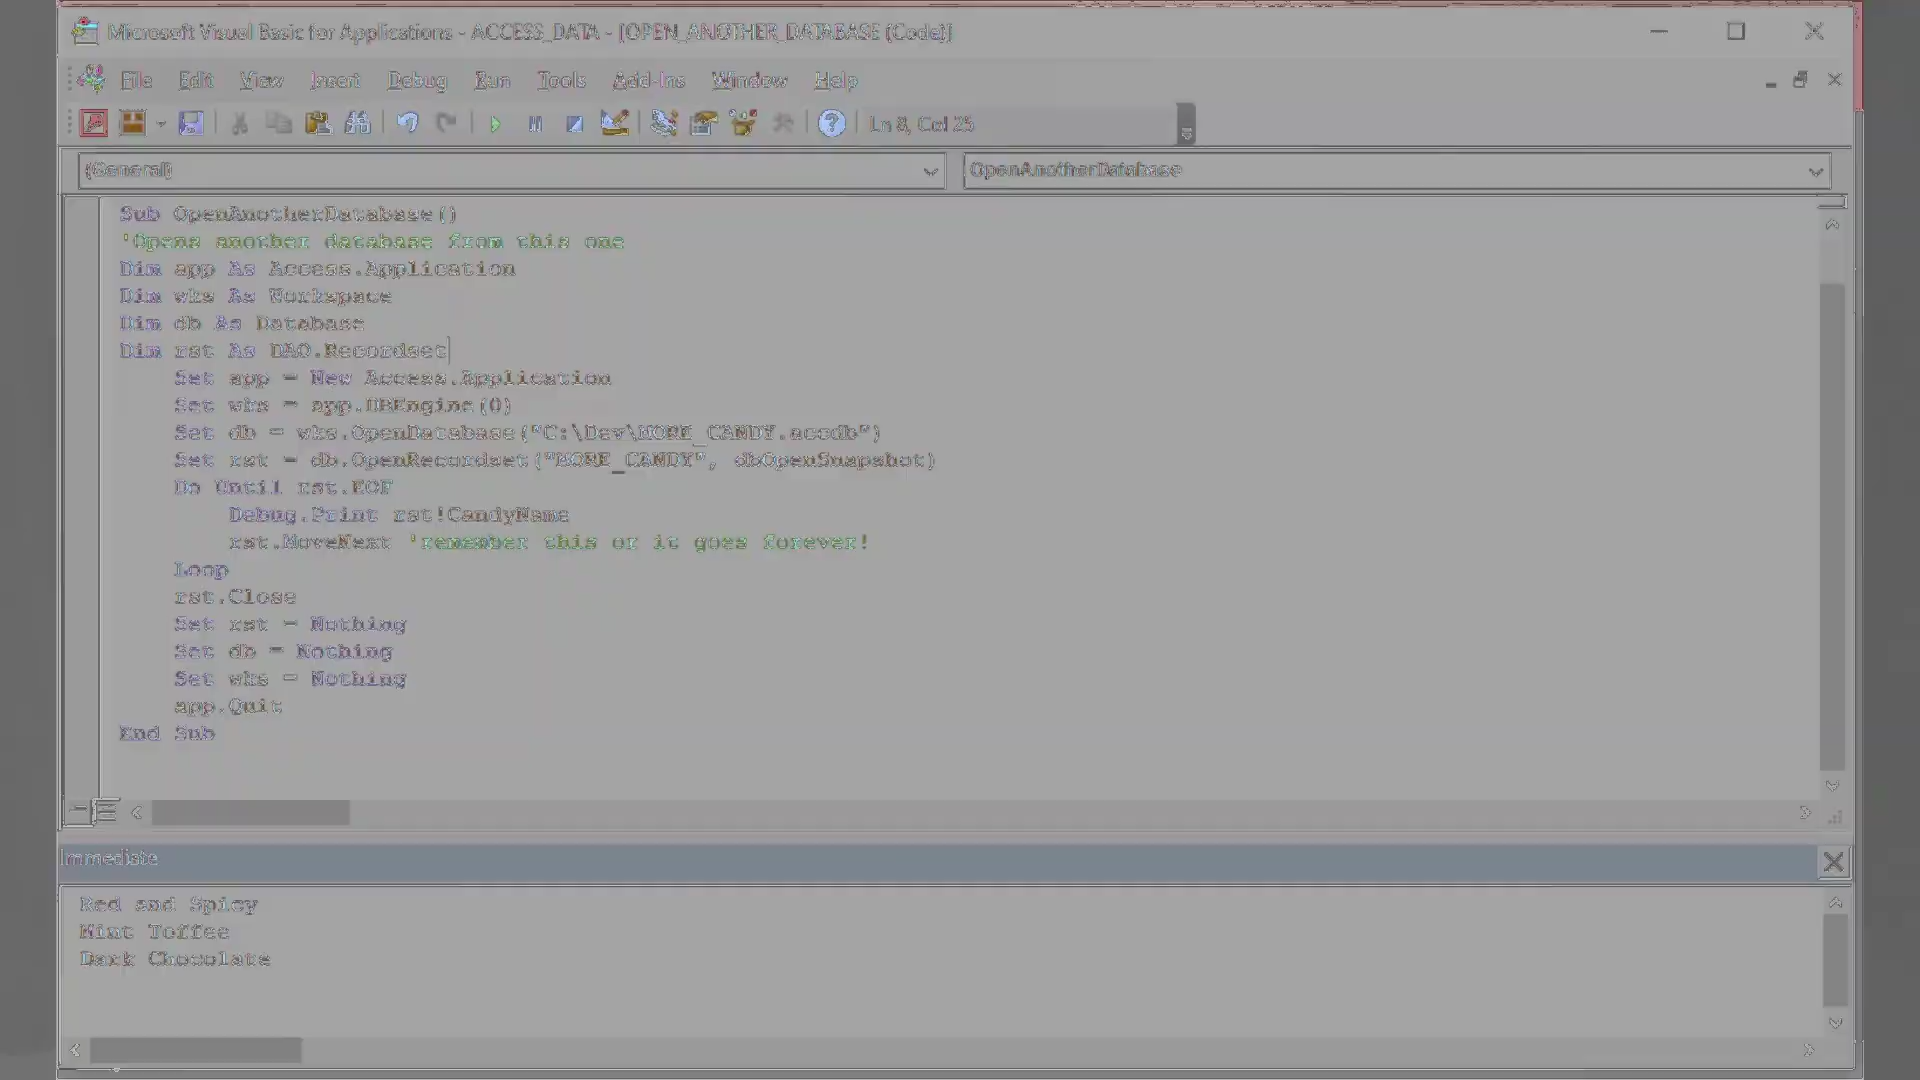 Microsoft Visual Basic for Applications - ACCESS_DATA - [OPEN_ANOTHER_DATABASE (Code)]
File Edit View Insert Debug Run Tools Add-Ins Window Help
Ln 8, Col 25
(General) OpenAnotherDatabase
Sub OpenAnotherDatabase()
'Opens another database from this one
Dim app As Access.Application
Dim wks As Workspace
Dim db As Database
Dim rst As DAO.Recordset
Set app = New Access.Application
Set wks = app.DBEngine(0)
Set db = wks.OpenDatabase("C:\Dev\MORE_CANDY.accdb")
Set rst = db.OpenRecordset("MORE_CANDY", dbOpenSnapshot)
Do Until rst.EOF
Debug.Print rst!CandyName
rst.MoveNext 'remember this or it goes forever!
Loop
rst.Close
Set rst = Nothing
Set db = Nothing
Set wks = Nothing
app.Quit
End Sub
Immediate
Red and Spicy
Mint Toffee
Dark Chocolate